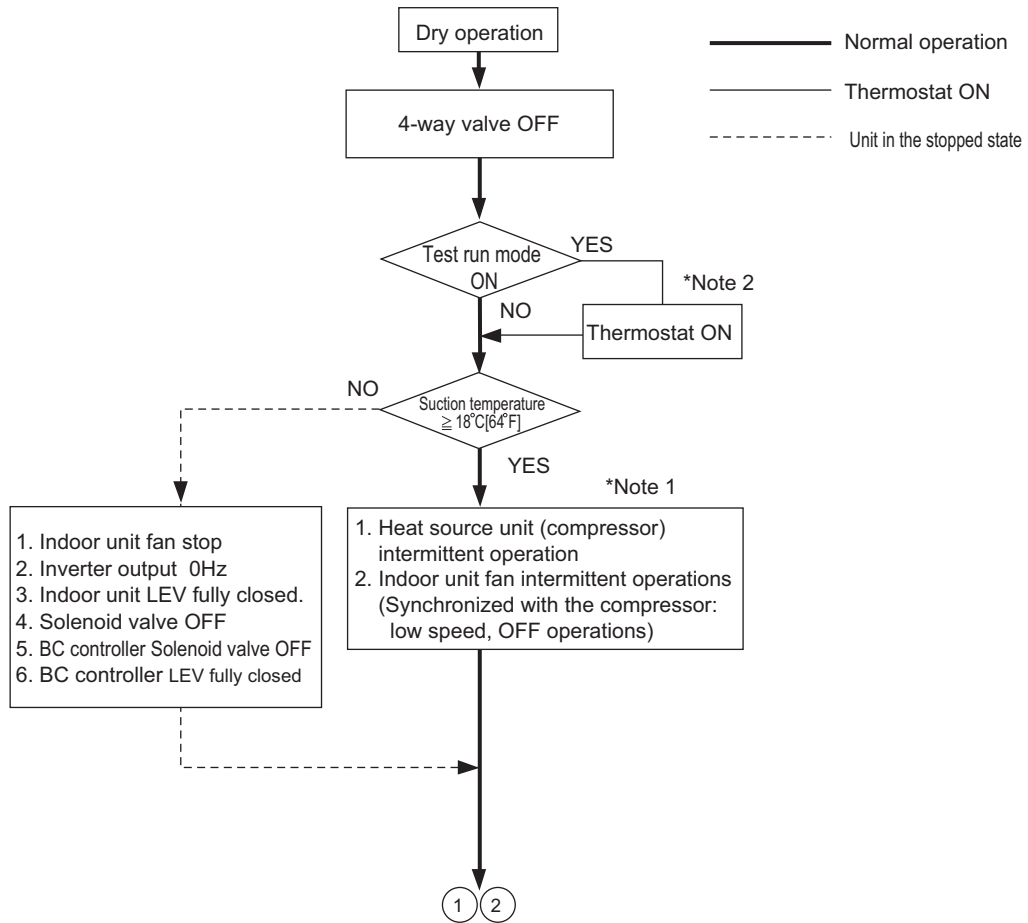 Dry operation
Normal operation
Thermostat ON
Unit in the stopped state
4-way valve OFF
Test run mode
ON
YES
*Note 2
NO
Thermostat ON
NO
Suction temperature
≧ 18°C[64°F]
YES
*Note 1
1. Indoor unit fan stop
2. Inverter output 0Hz
3. Indoor unit LEV fully closed.
4. Solenoid valve OFF
5. BC controller Solenoid valve OFF
6. BC controller LEV fully closed
1. Heat source unit (compressor)
intermittent operation
2. Indoor unit fan intermittent operations
(Synchronized with the compressor:
low speed, OFF operations)
1 2